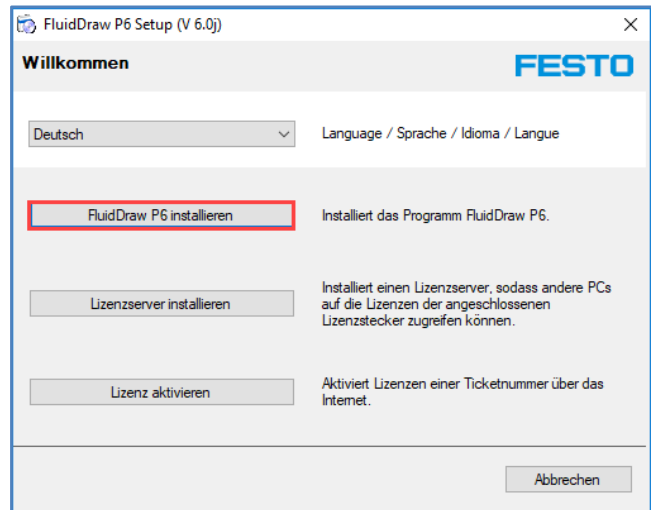 FluidDraw P6 Setup (V 6.0j)
Willkommen
FESTO
Deutsch
Language / Sprache / Idioma / Langue
FluidDraw P6 installieren
Installiert das Programm FluidDraw P6.
Lizenzserver installieren
Installiert einen Lizenzserver, sodass andere PCs
auf die Lizenzen der angeschlossenen
Lizenzstecker zugreifen können.
Lizenz aktivieren
Aktiviert Lizenzen einer Ticketnummer über das
Internet.
Abbrechen